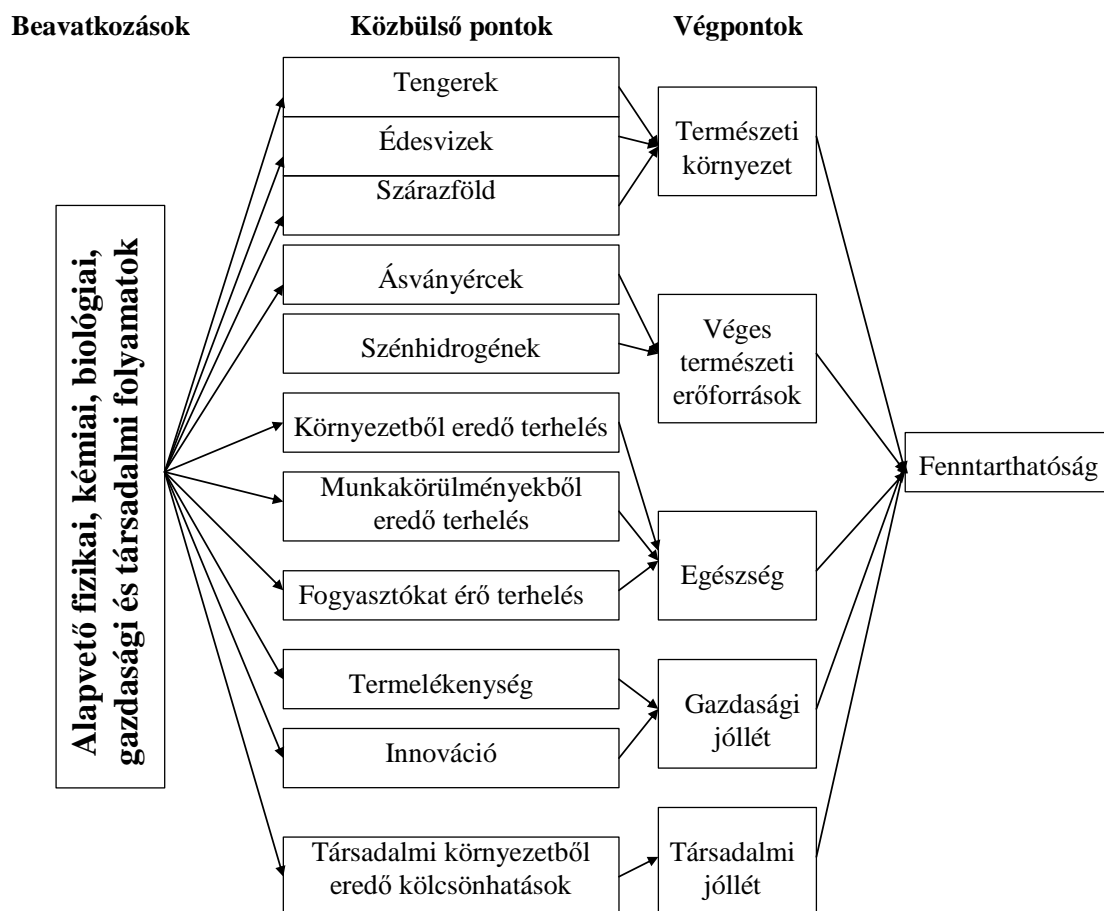 Beavatkozások
Közbülső pontok
Végpontok
Alapvető fizikai, kémiai, biológiai,
gazdasági és társadalmi folyamatok
Tengerek
Édesvizek
Szárazföld
Ásványércek
Szénhidrogének
Környezetből eredő terhelés
Munkakörülményekből
eredő terhelés
Fogyasztókat érő terhelés
Termelékenység
Innováció
Társadalmi környezetből
eredő kölcsönhatások
Természeti
környezet
Véges
természeti
erőforrások
Egészség
Gazdasági
jóllét
Társadalmi
jóllét
Fenntarthatóság